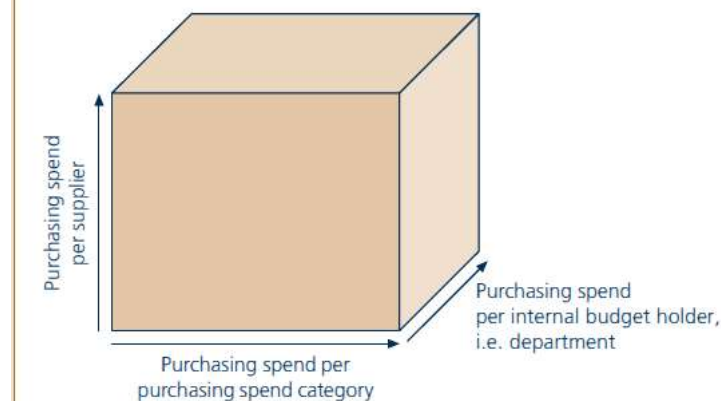 Purchasing spend
per supplier
Purchasing spend
per internal budget holder,
i.e. department
Purchasing spend per
purchasing spend category